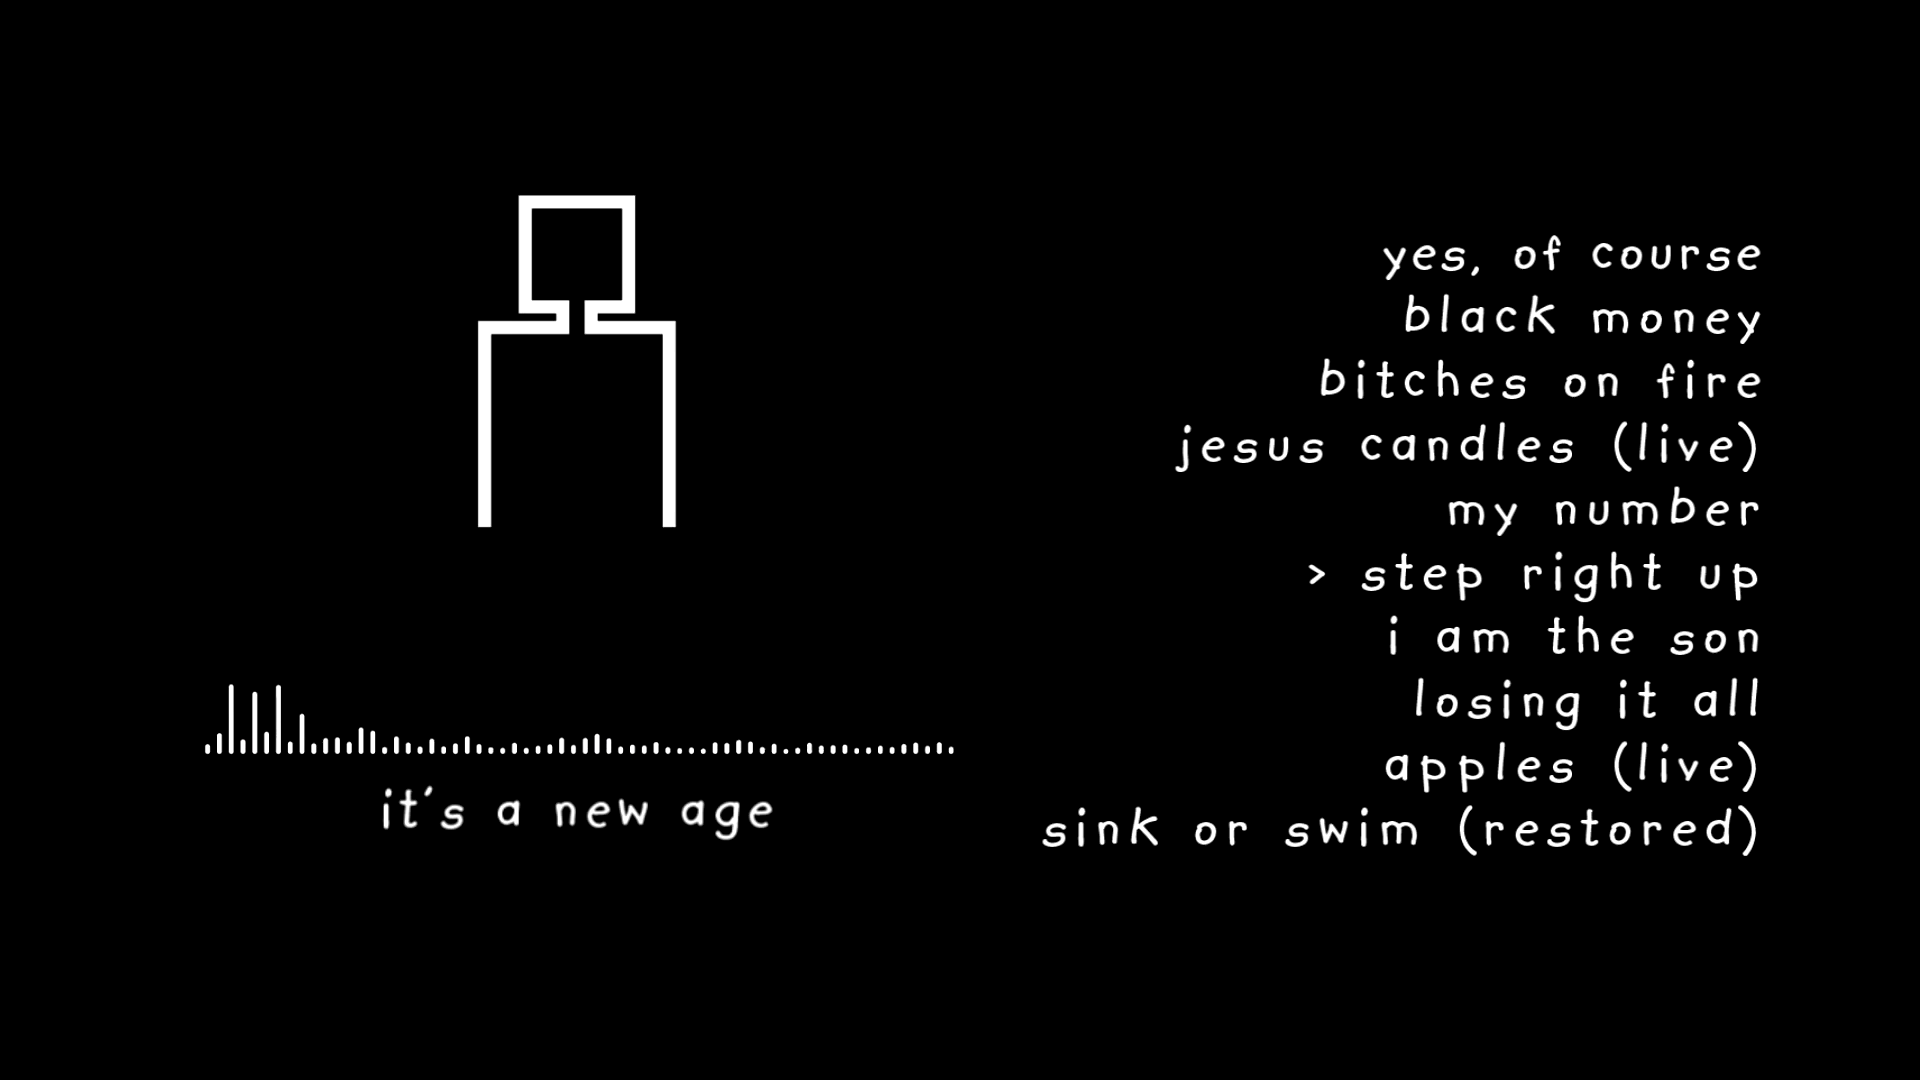 yes, of course
black money
bitches on fire
jesus candles (live)
my number
> step right up
i am the son
losing it all
apples (live)
sink or swim (restored)
it's a new age